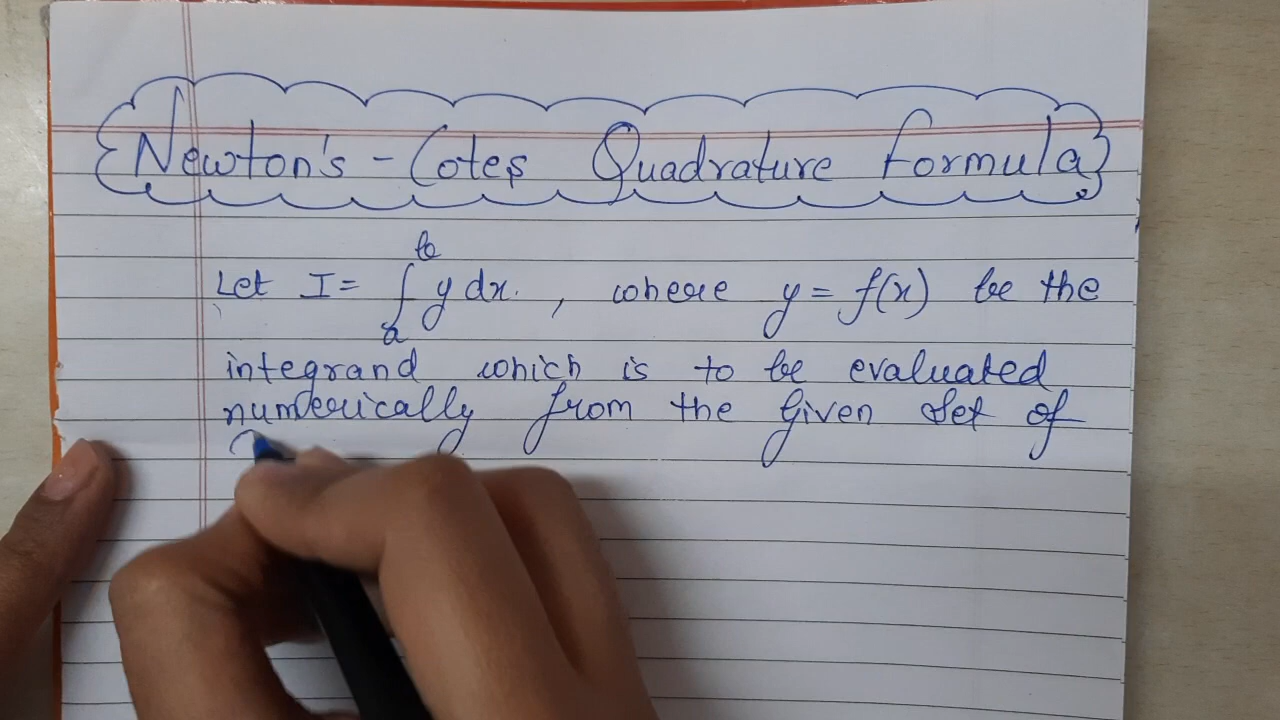 Newton's - Cotes Quadrature formula
Let I = ∫_a^b y dx. , where y = f(x) be the
integrand which is to be evaluated
numerically from the given set of